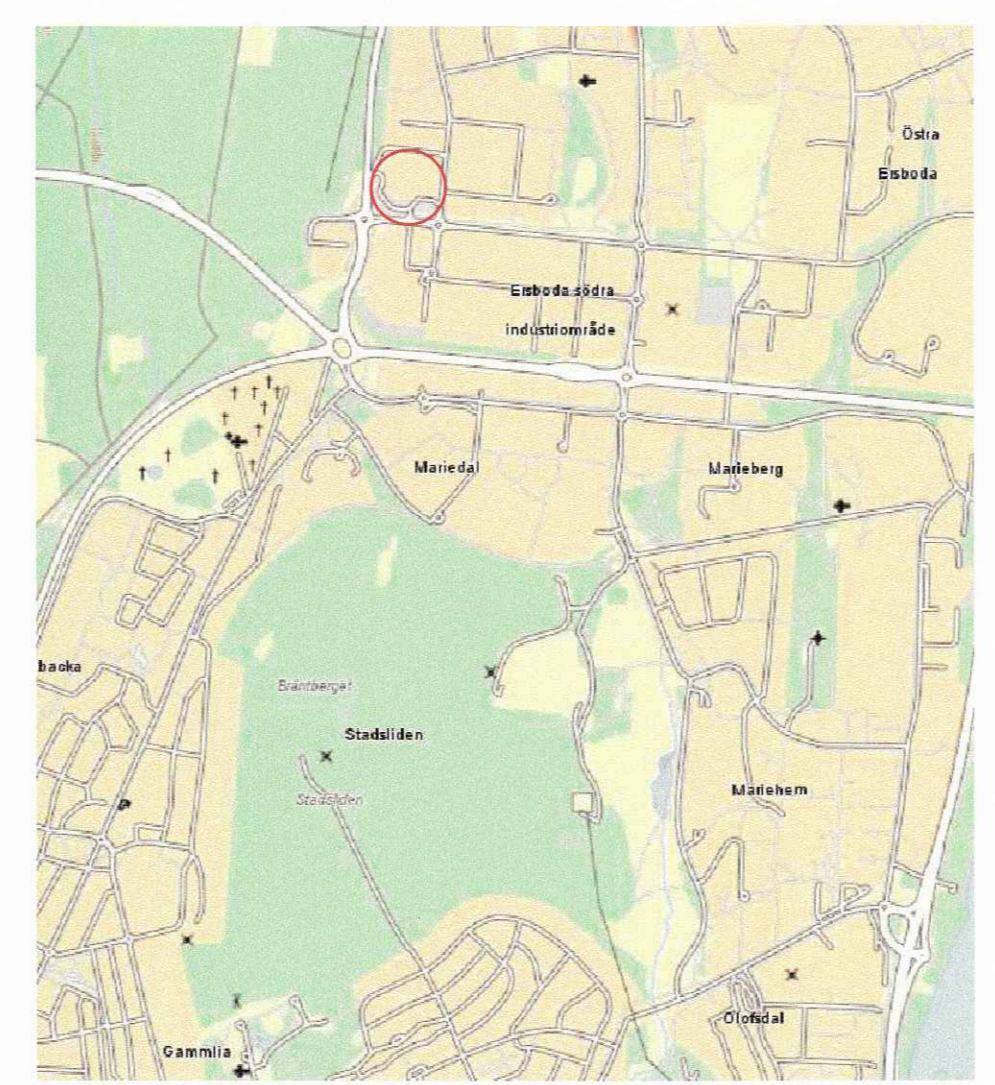 Östra
Ersboda
Ersboda södra
industriområde
Mariedal
Marieberg
backa
Bräntberget
Stadsliden
Stadsliden
Mariehem
Olofsdal
Gammlia